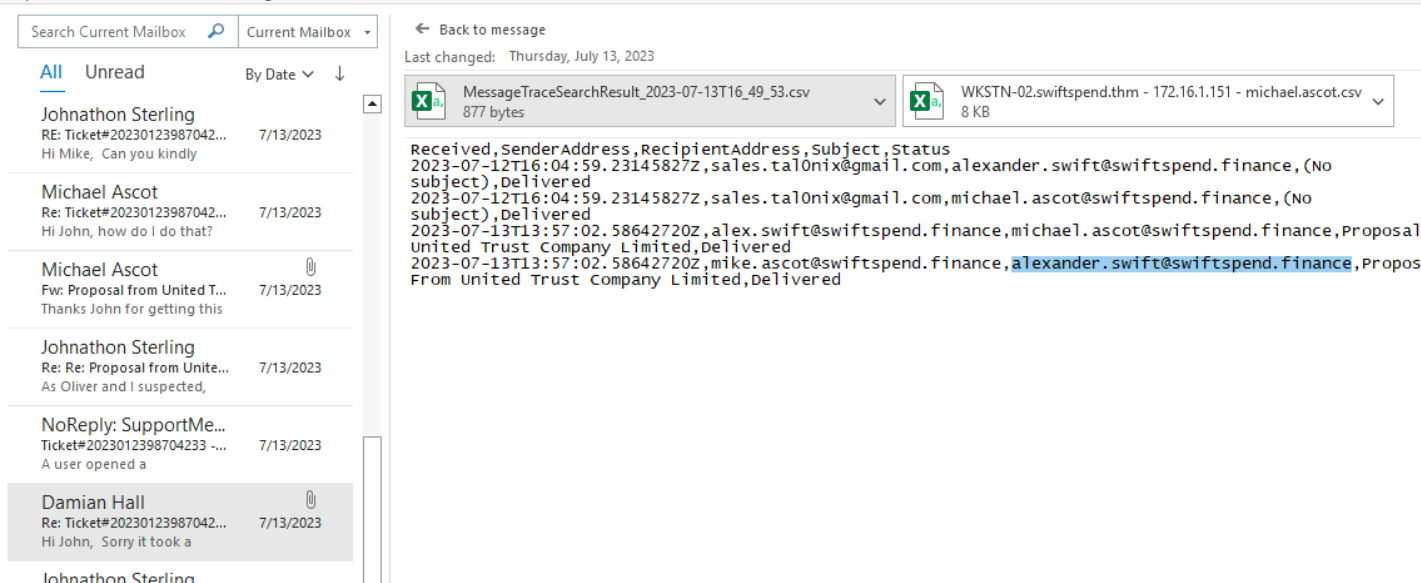 Search Current Mailbox
Current Mailbox
All Unread By Date
Johnathon Sterling
RE: Ticket#20230123987042... 7/13/2023
Hi Mike, Can you kindly
Michael Ascot
Re: Ticket#20230123987042... 7/13/2023
Hi John, how do I do that?
Michael Ascot
Fw: Proposal from United T... 7/13/2023
Thanks John for getting this
Johnathon Sterling
Re: Re: Proposal from Unite... 7/13/2023
As Oliver and I suspected,
NoReply: SupportMe...
Ticket#2023012398704233 -... 7/13/2023
A user opened a
Damian Hall
Re: Ticket#20230123987042... 7/13/2023
Hi John, Sorry it took a
Johnathon Sterling
Back to message
Last changed: Thursday, July 13, 2023
MessageTraceSearchResult_2023-07-13T16_49_53.csv
877 bytes
WKSTN-02.swiftspend.thm - 172.16.1.151 - michael.ascot.csv
8 KB
Received,SenderAddress,RecipientAddress,Subject,Status
2023-07-12T16:04:59.23145827Z,sales.tal0nix@gmail.com,alexander.swift@swiftspend.finance,(No
subject),Delivered
2023-07-12T16:04:59.23145827Z,sales.tal0nix@gmail.com,michael.ascot@swiftspend.finance,(No
subject),Delivered
2023-07-13T13:57:02.58642720Z,alex.swift@swiftspend.finance,michael.ascot@swiftspend.finance,Proposal
United Trust Company Limited,Delivered
2023-07-13T13:57:02.58642720Z,mike.ascot@swiftspend.finance,alexander.swift@swiftspend.finance,Propos
From United Trust Company Limited,Delivered